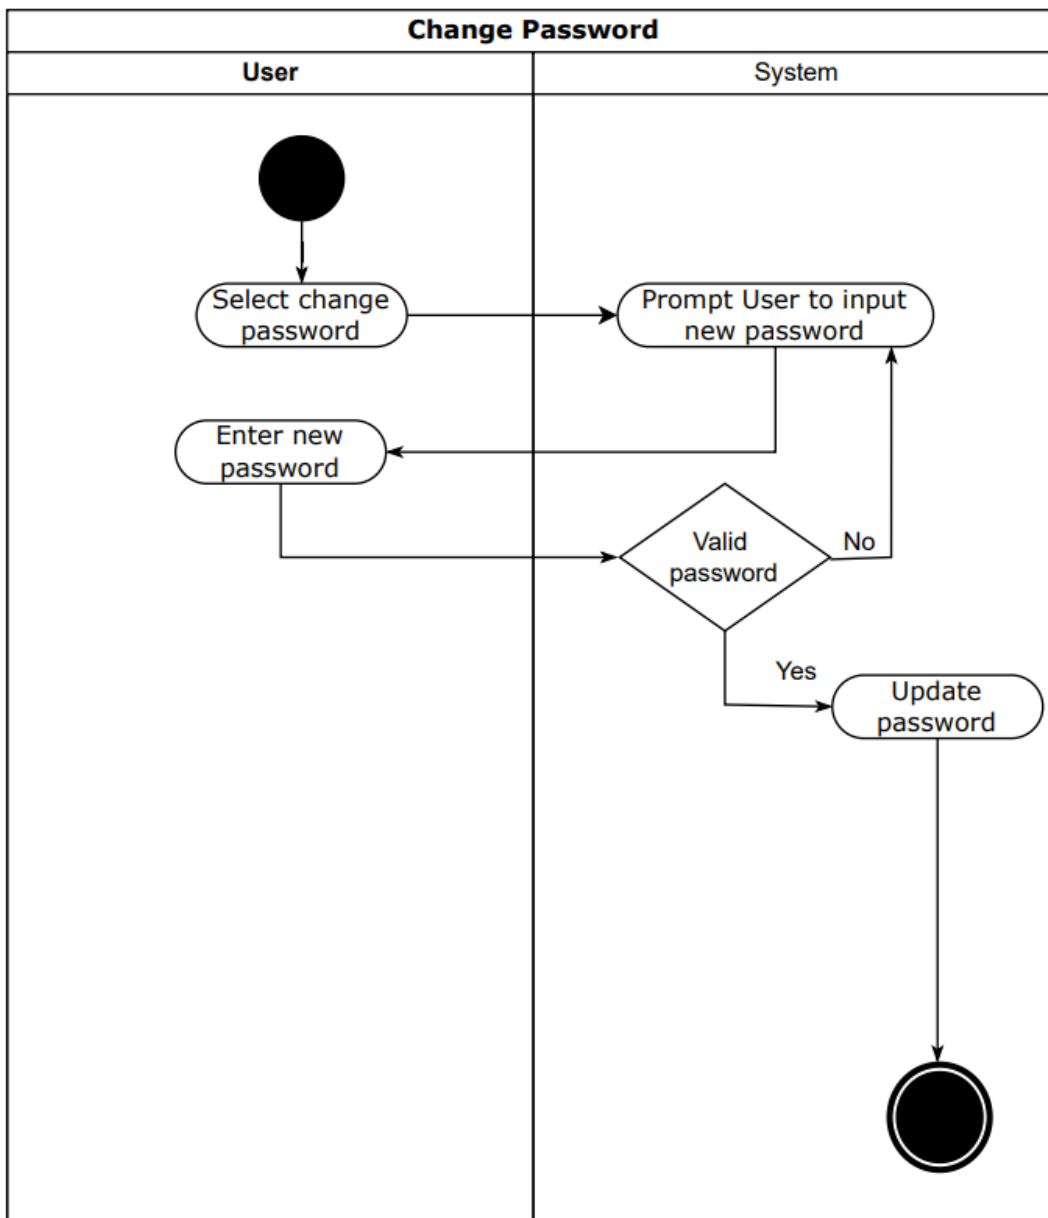 Change Password
User
System
Select change
password
Prompt User to input
new password
Enter new
password
Valid
password
No
Yes
Update
password